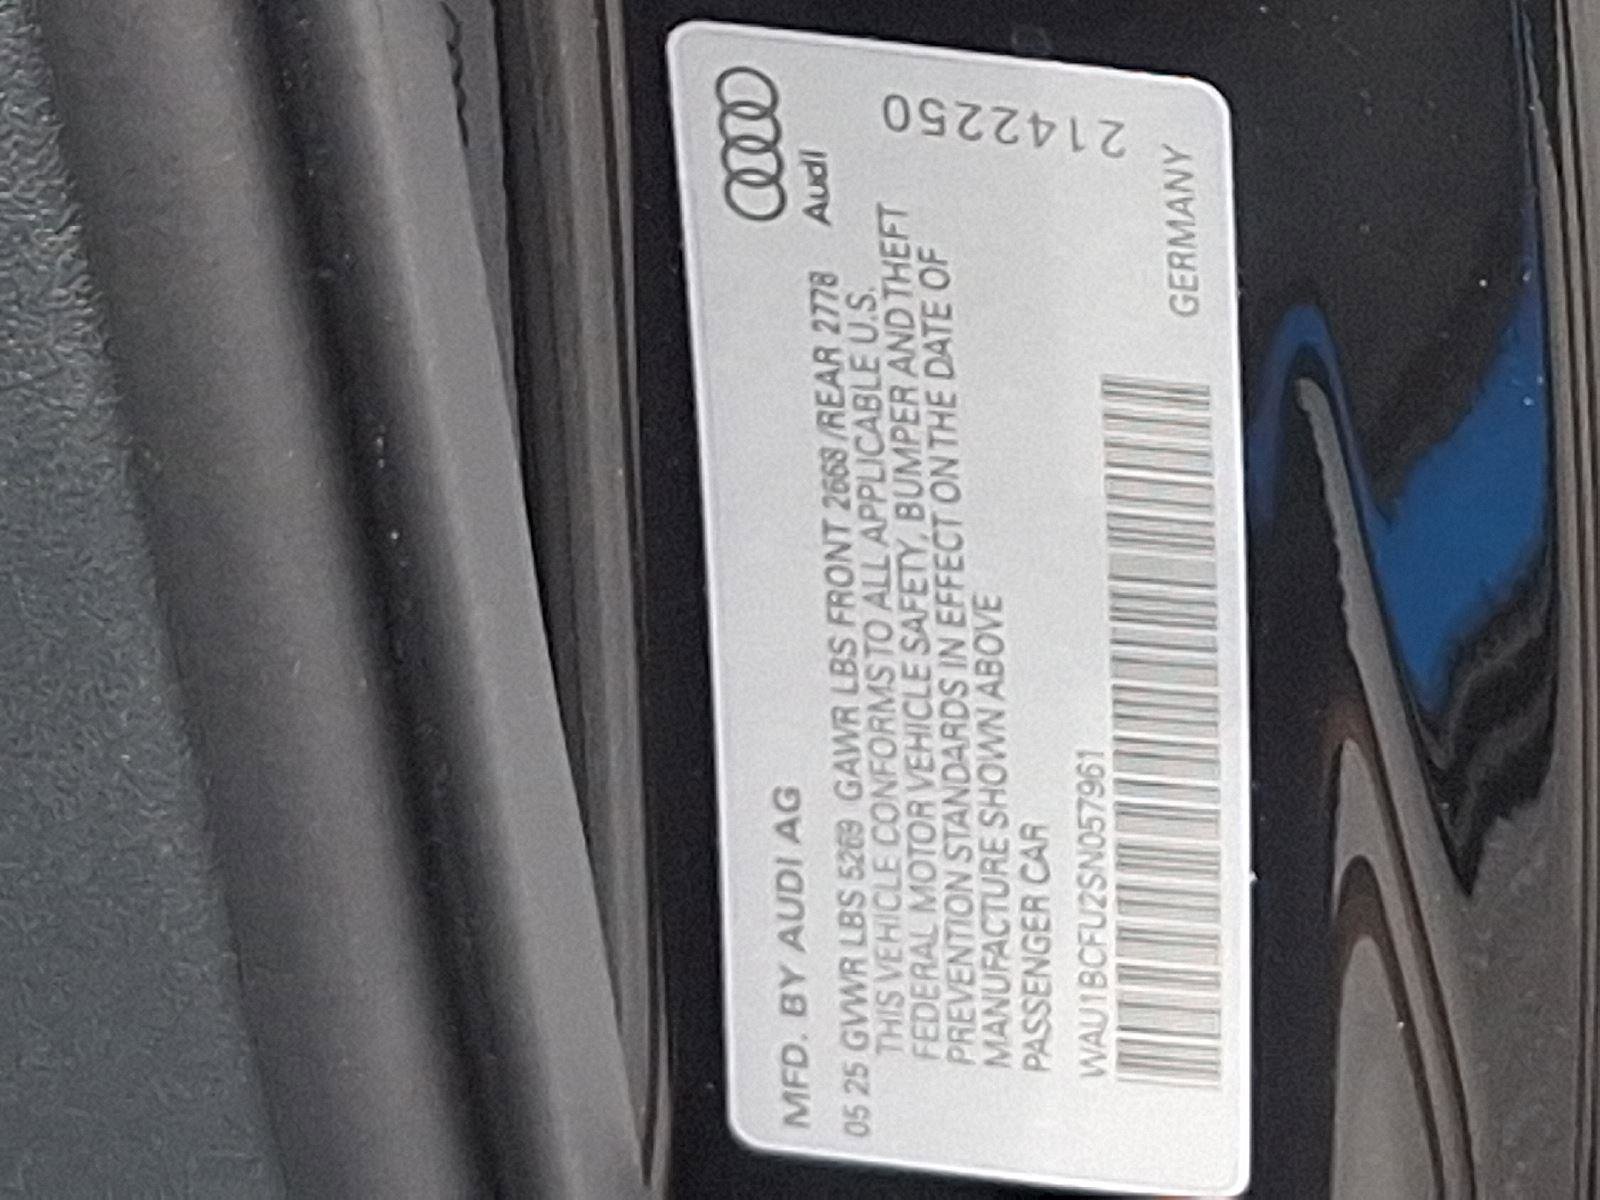 MFD. BY AUDI AG
Audi
05 25 GVWR LBS 5269 GAWR LBS FRONT 2668 /REAR 2778
THIS VEHICLE CONFORMS TO ALL APPLICABLE U.S.
FEDERAL MOTOR VEHICLE SAFETY, BUMPER AND THEFT
PREVENTION STANDARDS IN EFFECT ON THE DATE OF
MANUFACTURE SHOWN ABOVE
PASSENGER CAR
2142250
WAU1BCFU2SN057961
GERMANY